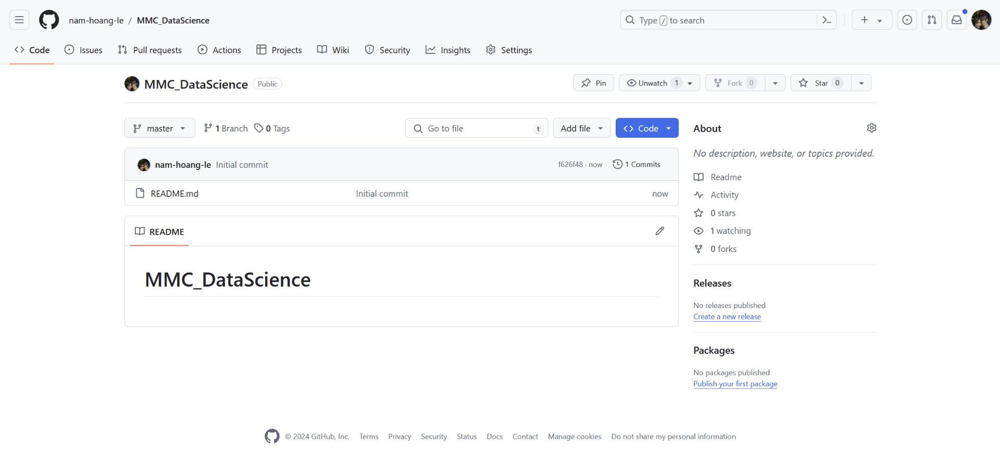 nam-hoang-le / MMC_DataScience
Type / to search
Code Issues Pull requests Actions Projects Wiki Security Insights Settings
MMC_DataScience Public
Pin Unwatch 1 Fork 0 Star 0
master 1 Branch 0 Tags
Go to file t Add file Code
nam-hoang-le Initial commit f626f48 · now 1 Commits
README.md Initial commit now
README
MMC_DataScience
About
No description, website, or topics provided.
Readme
Activity
0 stars
1 watching
0 forks
Releases
No releases published
Create a new release
Packages
No packages published
Publish your first package
© 2024 GitHub, Inc. Terms Privacy Security Status Docs Contact Manage cookies Do not share my personal information